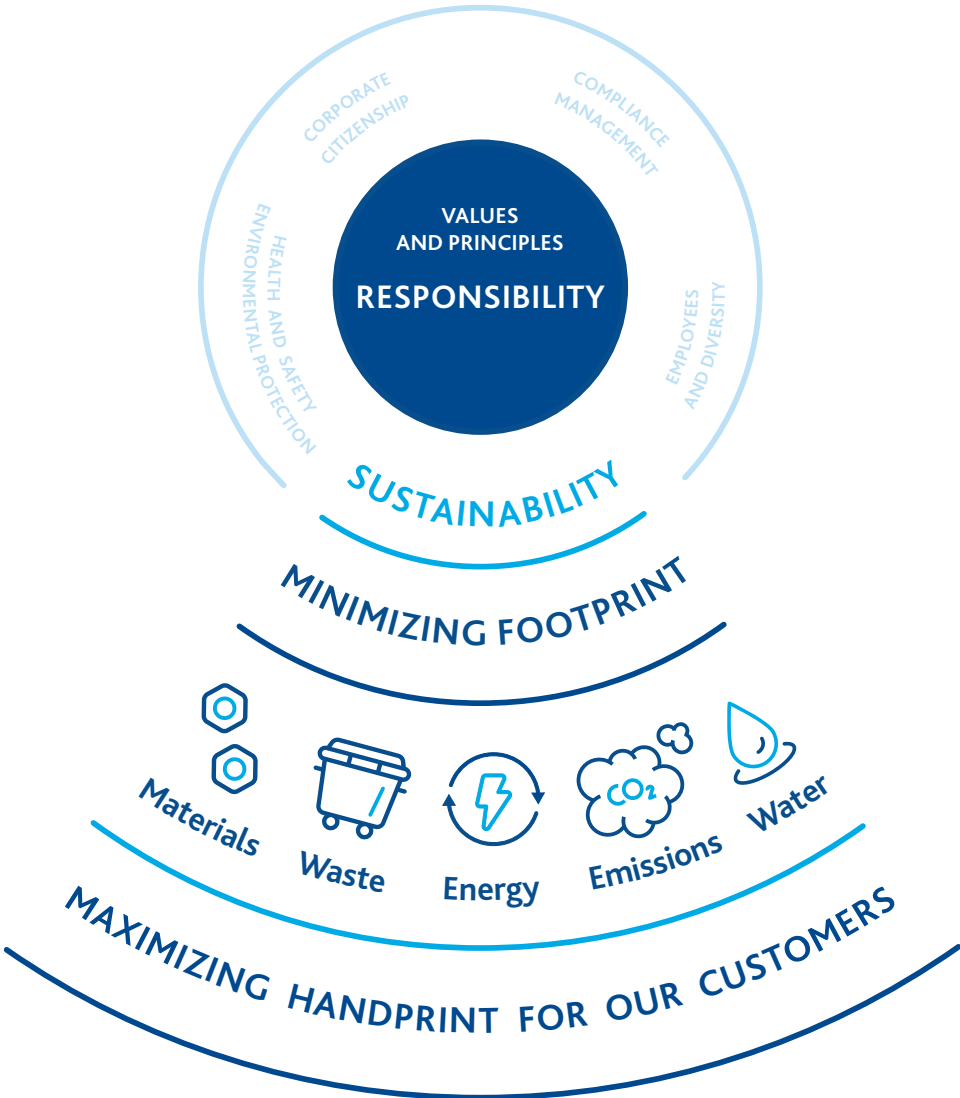 CORPORATE
CITIZENSHIP
COMPLIANCE
MANAGEMENT
VALUES
AND PRINCIPLES
RESPONSIBILITY
HEALTH AND SAFETY
ENVIRONMENTAL PROTECTION
EMPLOYEES
AND DIVERSITY
SUSTAINABILITY
MINIMIZING FOOTPRINT
CO2
Materials
Waste
Energy
Emissions
Water
MAXIMIZING HANDPRINT FOR OUR CUSTOMERS